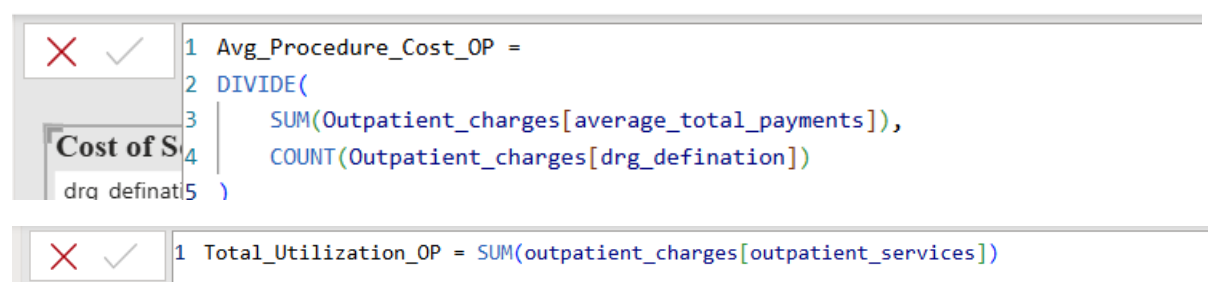 1 Avg_Procedure_Cost_OP =
2 DIVIDE(
3 SUM(Outpatient_charges[average_total_payments]),
Cost of
4 COUNT(Outpatient_charges[drg_defination])
drg
5 )
1 Total_Utilization_OP = SUM(outpatient_charges[outpatient_services])